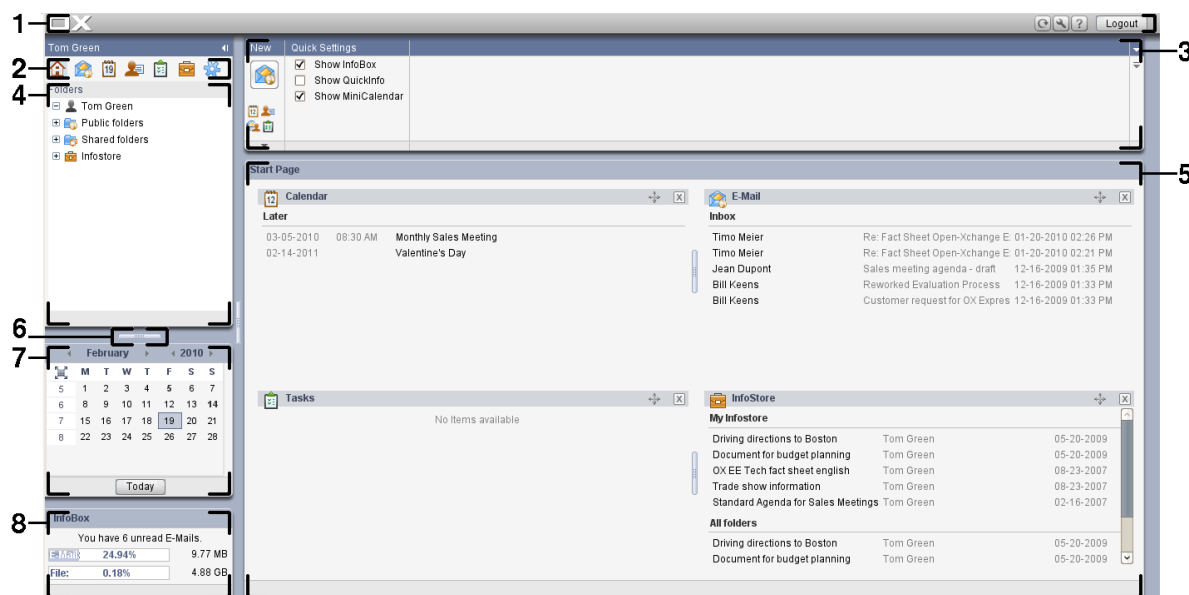 1
OX
Logout
Tom Green
New
Quick Settings
3
2
19
Show InfoBox
Show QuickInfo
Show MiniCalendar
12
4
Folders
Tom Green
Public folders
Shared folders
Infostore
Start Page
5
12
Calendar
Later
03-05-2010 08:30 AM Monthly Sales Meeting
02-14-2011 Valentine's Day
E-Mail
Inbox
Timo Meier Re: Fact Sheet Open-Xchange E: 01-20-2010 02:26 PM
Timo Meier Re: Fact Sheet Open-Xchange E: 01-20-2010 02:21 PM
Jean Dupont Sales meeting agenda - draft 12-16-2009 01:35 PM
Bill Keens Reworked Evaluation Process 12-16-2009 01:33 PM
Bill Keens Customer request for OX Expres 12-16-2009 01:33 PM
6
7
February 2010
M T W T F S S
5 1 2 3 4 5 6 7
6 8 9 10 11 12 13 14
7 15 16 17 18 19 20 21
8 22 23 24 25 26 27 28
Today
Tasks
No Items available
InfoStore
My Infostore
Driving directions to Boston Tom Green 05-20-2009
Document for budget planning Tom Green 05-20-2009
OX EE Tech fact sheet english Tom Green 08-23-2007
Trade show information Tom Green 08-23-2007
Standard Agenda for Sales Meetings Tom Green 02-16-2007
All folders
Driving directions to Boston Tom Green 05-20-2009
Document for budget planning Tom Green 05-20-2009
8
InfoBox
You have 6 unread E-Mails.
24.94% 9.77 MB
File: 0.18% 4.88 GB